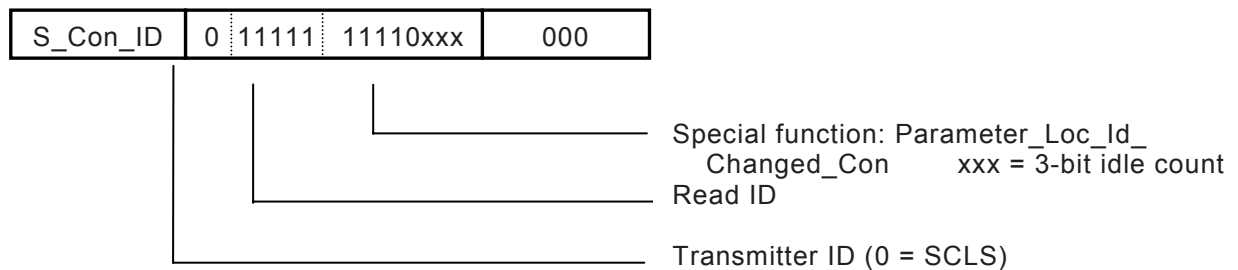 S_Con_ID 0 11111 11110xxx 000
Special function: Parameter_Loc_Id_
Changed_Con xxx = 3-bit idle count
Read ID
Transmitter ID (0 = SCLS)